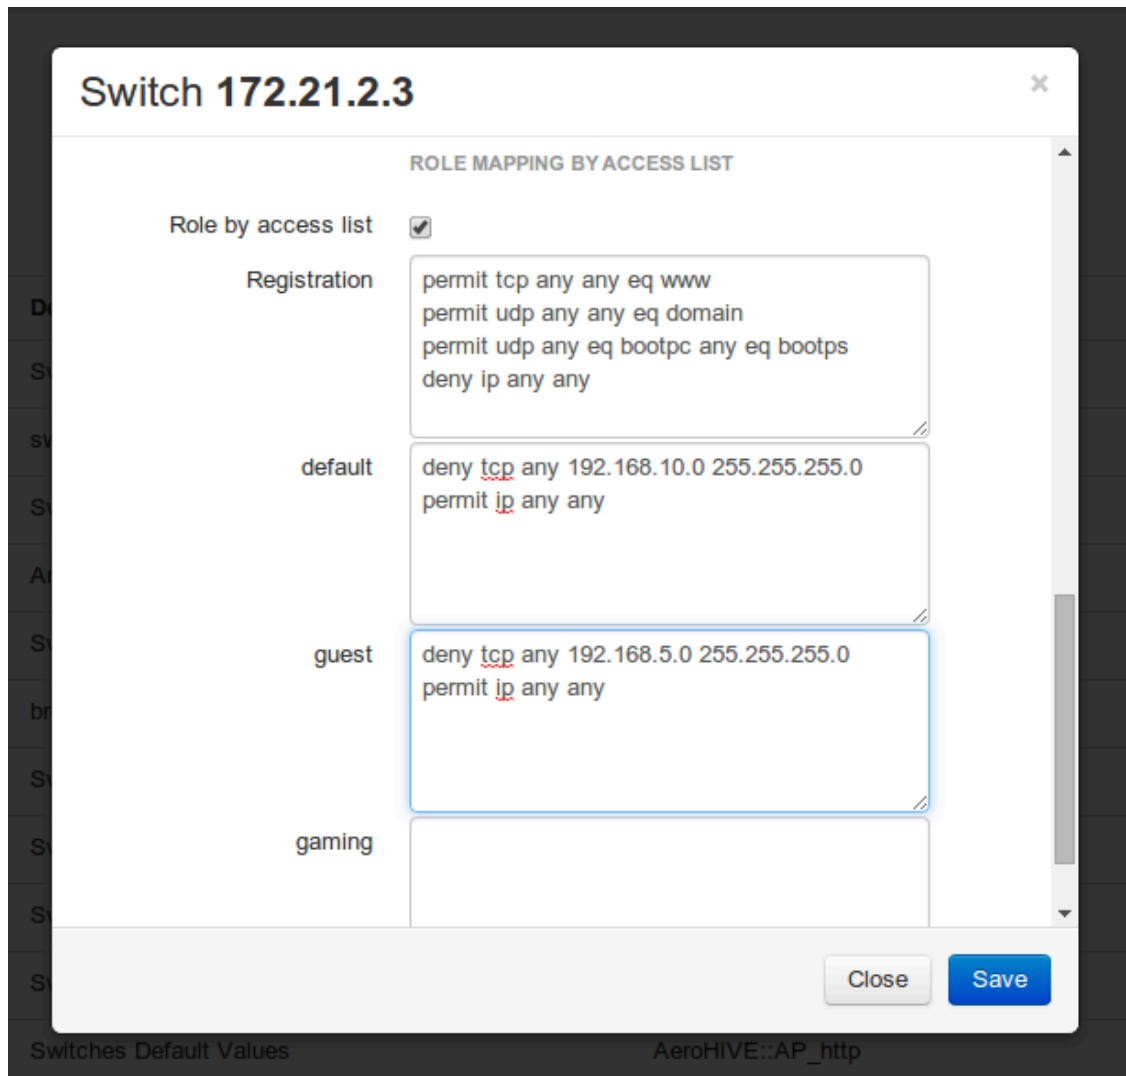 Switch 172.21.2.3
×
ROLE MAPPING BY ACCESS LIST
Role by access list
Registration
permit tcp any any eq www
permit udp any any eq domain
permit udp any eq bootpc any eq bootps
deny ip any any
default
deny tcp any 192.168.10.0 255.255.255.0
permit ip any any
guest
deny tcp any 192.168.5.0 255.255.255.0
permit ip any any
gaming
Close Save
Switches Default Values AeroHIVE::AP_http